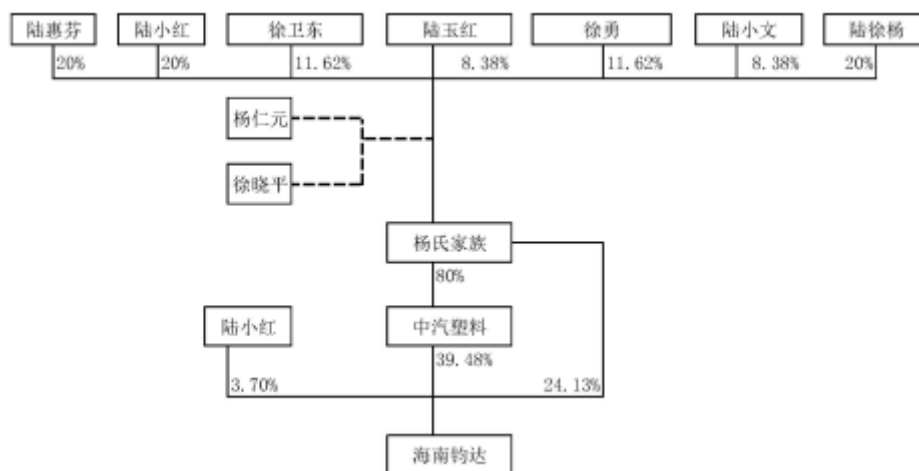 陆惠芬 陆小红 徐卫东 陆玉红 徐勇 陆小文 陆徐杨
20% 20% 11.62% 8.38% 11.62% 8.38% 20%
杨仁元
徐晓平
杨氏家族
80%
陆小红 中汽塑料
39.48%
3.70% 24.13%
海南钧达